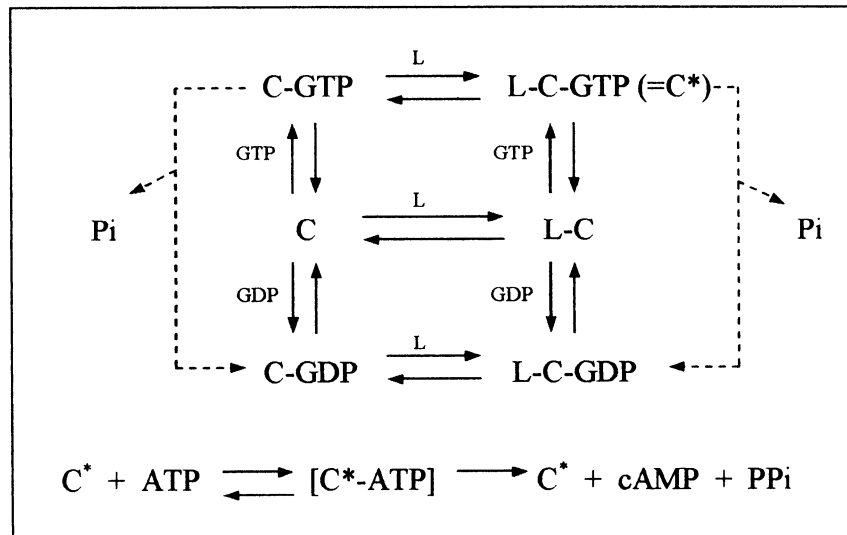 L
C-GTP L-C-GTP (=C*)
GTP GTP
L
Pi C L-C Pi
GDP GDP
L
C-GDP L-C-GDP
C* + ATP [C*-ATP] C* + cAMP + PPi